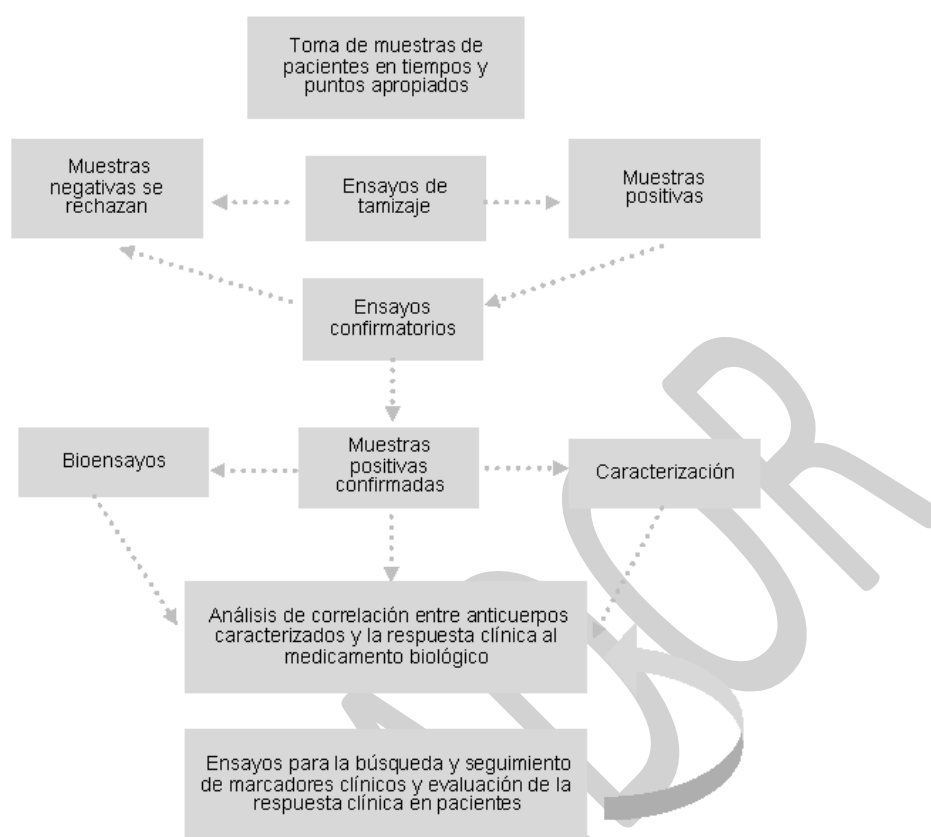 Toma de muestras de
pacientes en tiempos y
puntos apropiados
Muestras
negativas se
rechazan
Ensayos de
tamizaje
Muestras
positivas
Ensayos
confirmatorios
Bioensayos
Muestras
positivas
confirmadas
Caracterización
Análisis de correlación entre anticuerpos
caracterizados y la respuesta clínica al
medicamento biológico
Ensayos para la búsqueda y seguimiento
de marcadores clínicos y evaluación de la
respuesta clínica en pacientes